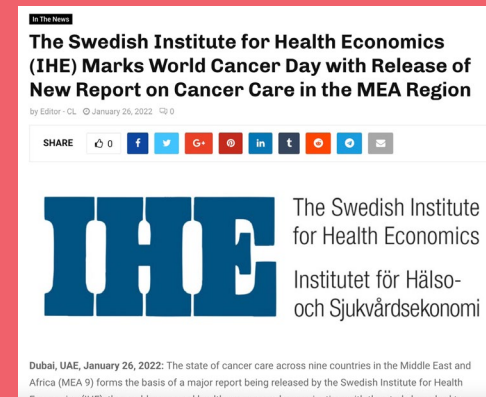 In The News
The Swedish Institute for Health Economics
(IHE) Marks World Cancer Day with Release of
New Report on Cancer Care in the MEA Region
by Editor - CL January 26, 2022 0
SHARE 0 f G+ in t
IHE
The Swedish Institute
for Health Economics
Institutet för Hälso-
och Sjukvårdsekonomi
Dubai, UAE, January 26, 2022: The state of cancer care across nine countries in the Middle East and
Africa (MEA 9) forms the basis of a major report being released by the Swedish Institute for Health